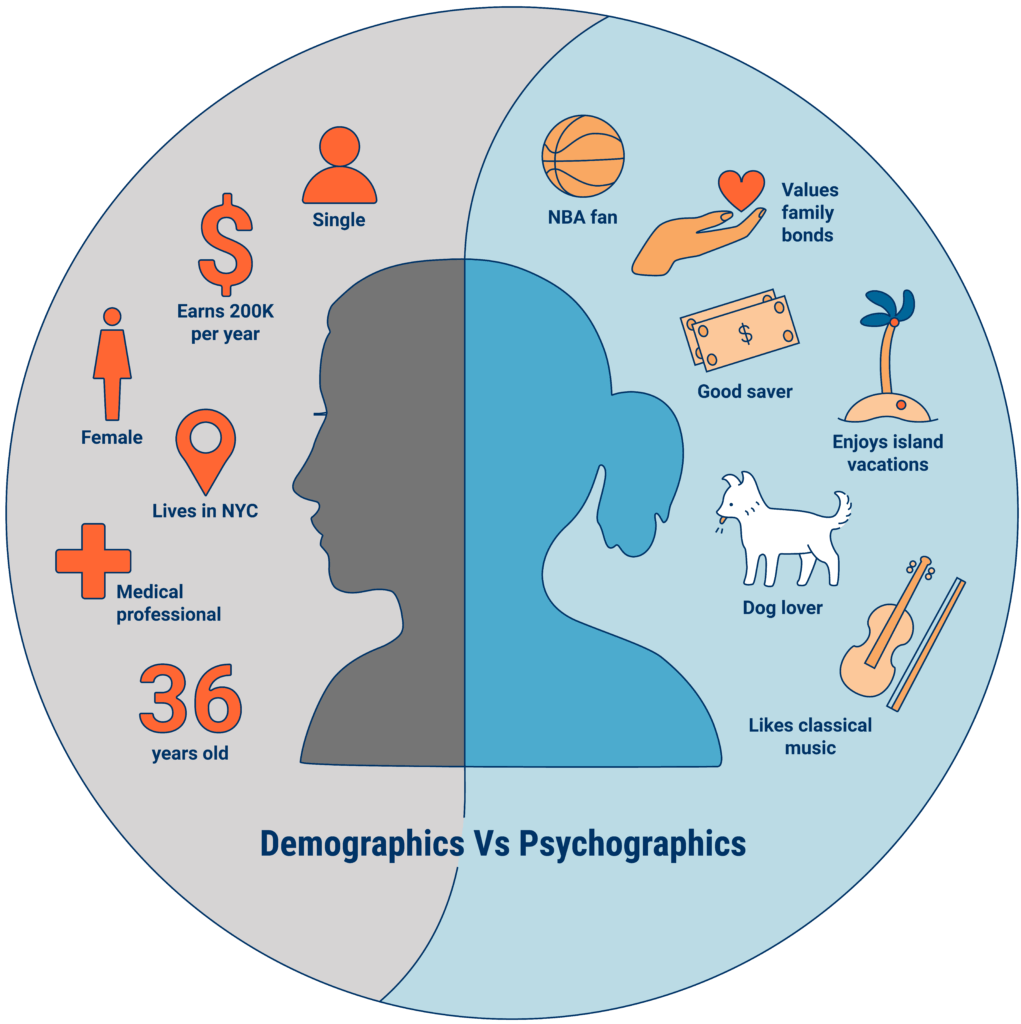 Single
Earns 200K
per year
Female
Lives in NYC
Medical
professional
36
years old
NBA fan
Values
family
bonds
$
Good saver
Enjoys island
vacations
Dog lover
Likes classical
music
Demographics Vs Psychographics